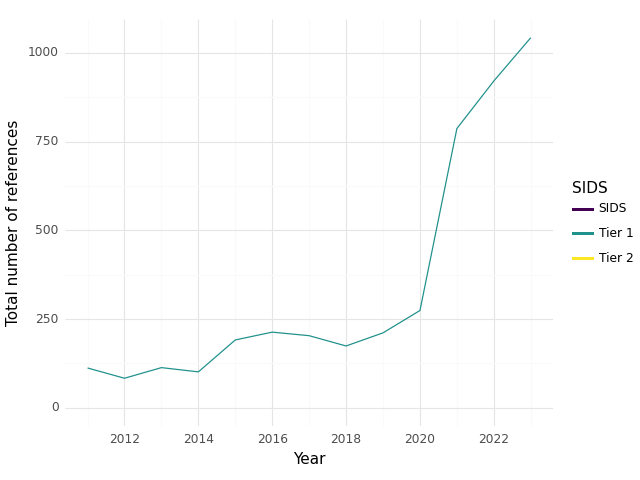 1000
750
500
250
0
Total number of references
2012 2014 2016 2018 2020 2022
Year
SIDS
SIDS
Tier 1
Tier 2